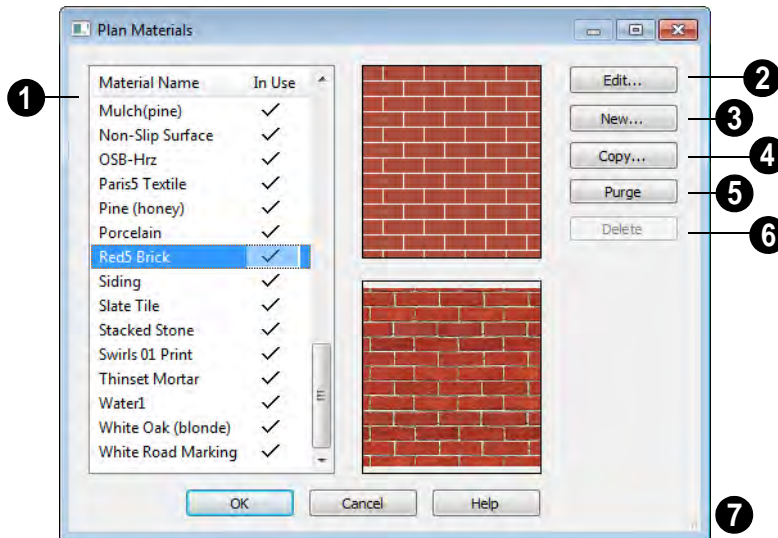 Plan Materials
Material Name In Use
Mulch(pine)
Non-Slip Surface
OSB-Hrz
Paris5 Textile
Pine (honey)
Porcelain
Red5 Brick
Siding
Slate Tile
Stacked Stone
Swirls 01 Print
Thinset Mortar
Water1
White Oak (blonde)
White Road Marking
Edit...
New...
Copy...
Purge
Delete
OK Cancel Help
1
2
3
4
5
6
7